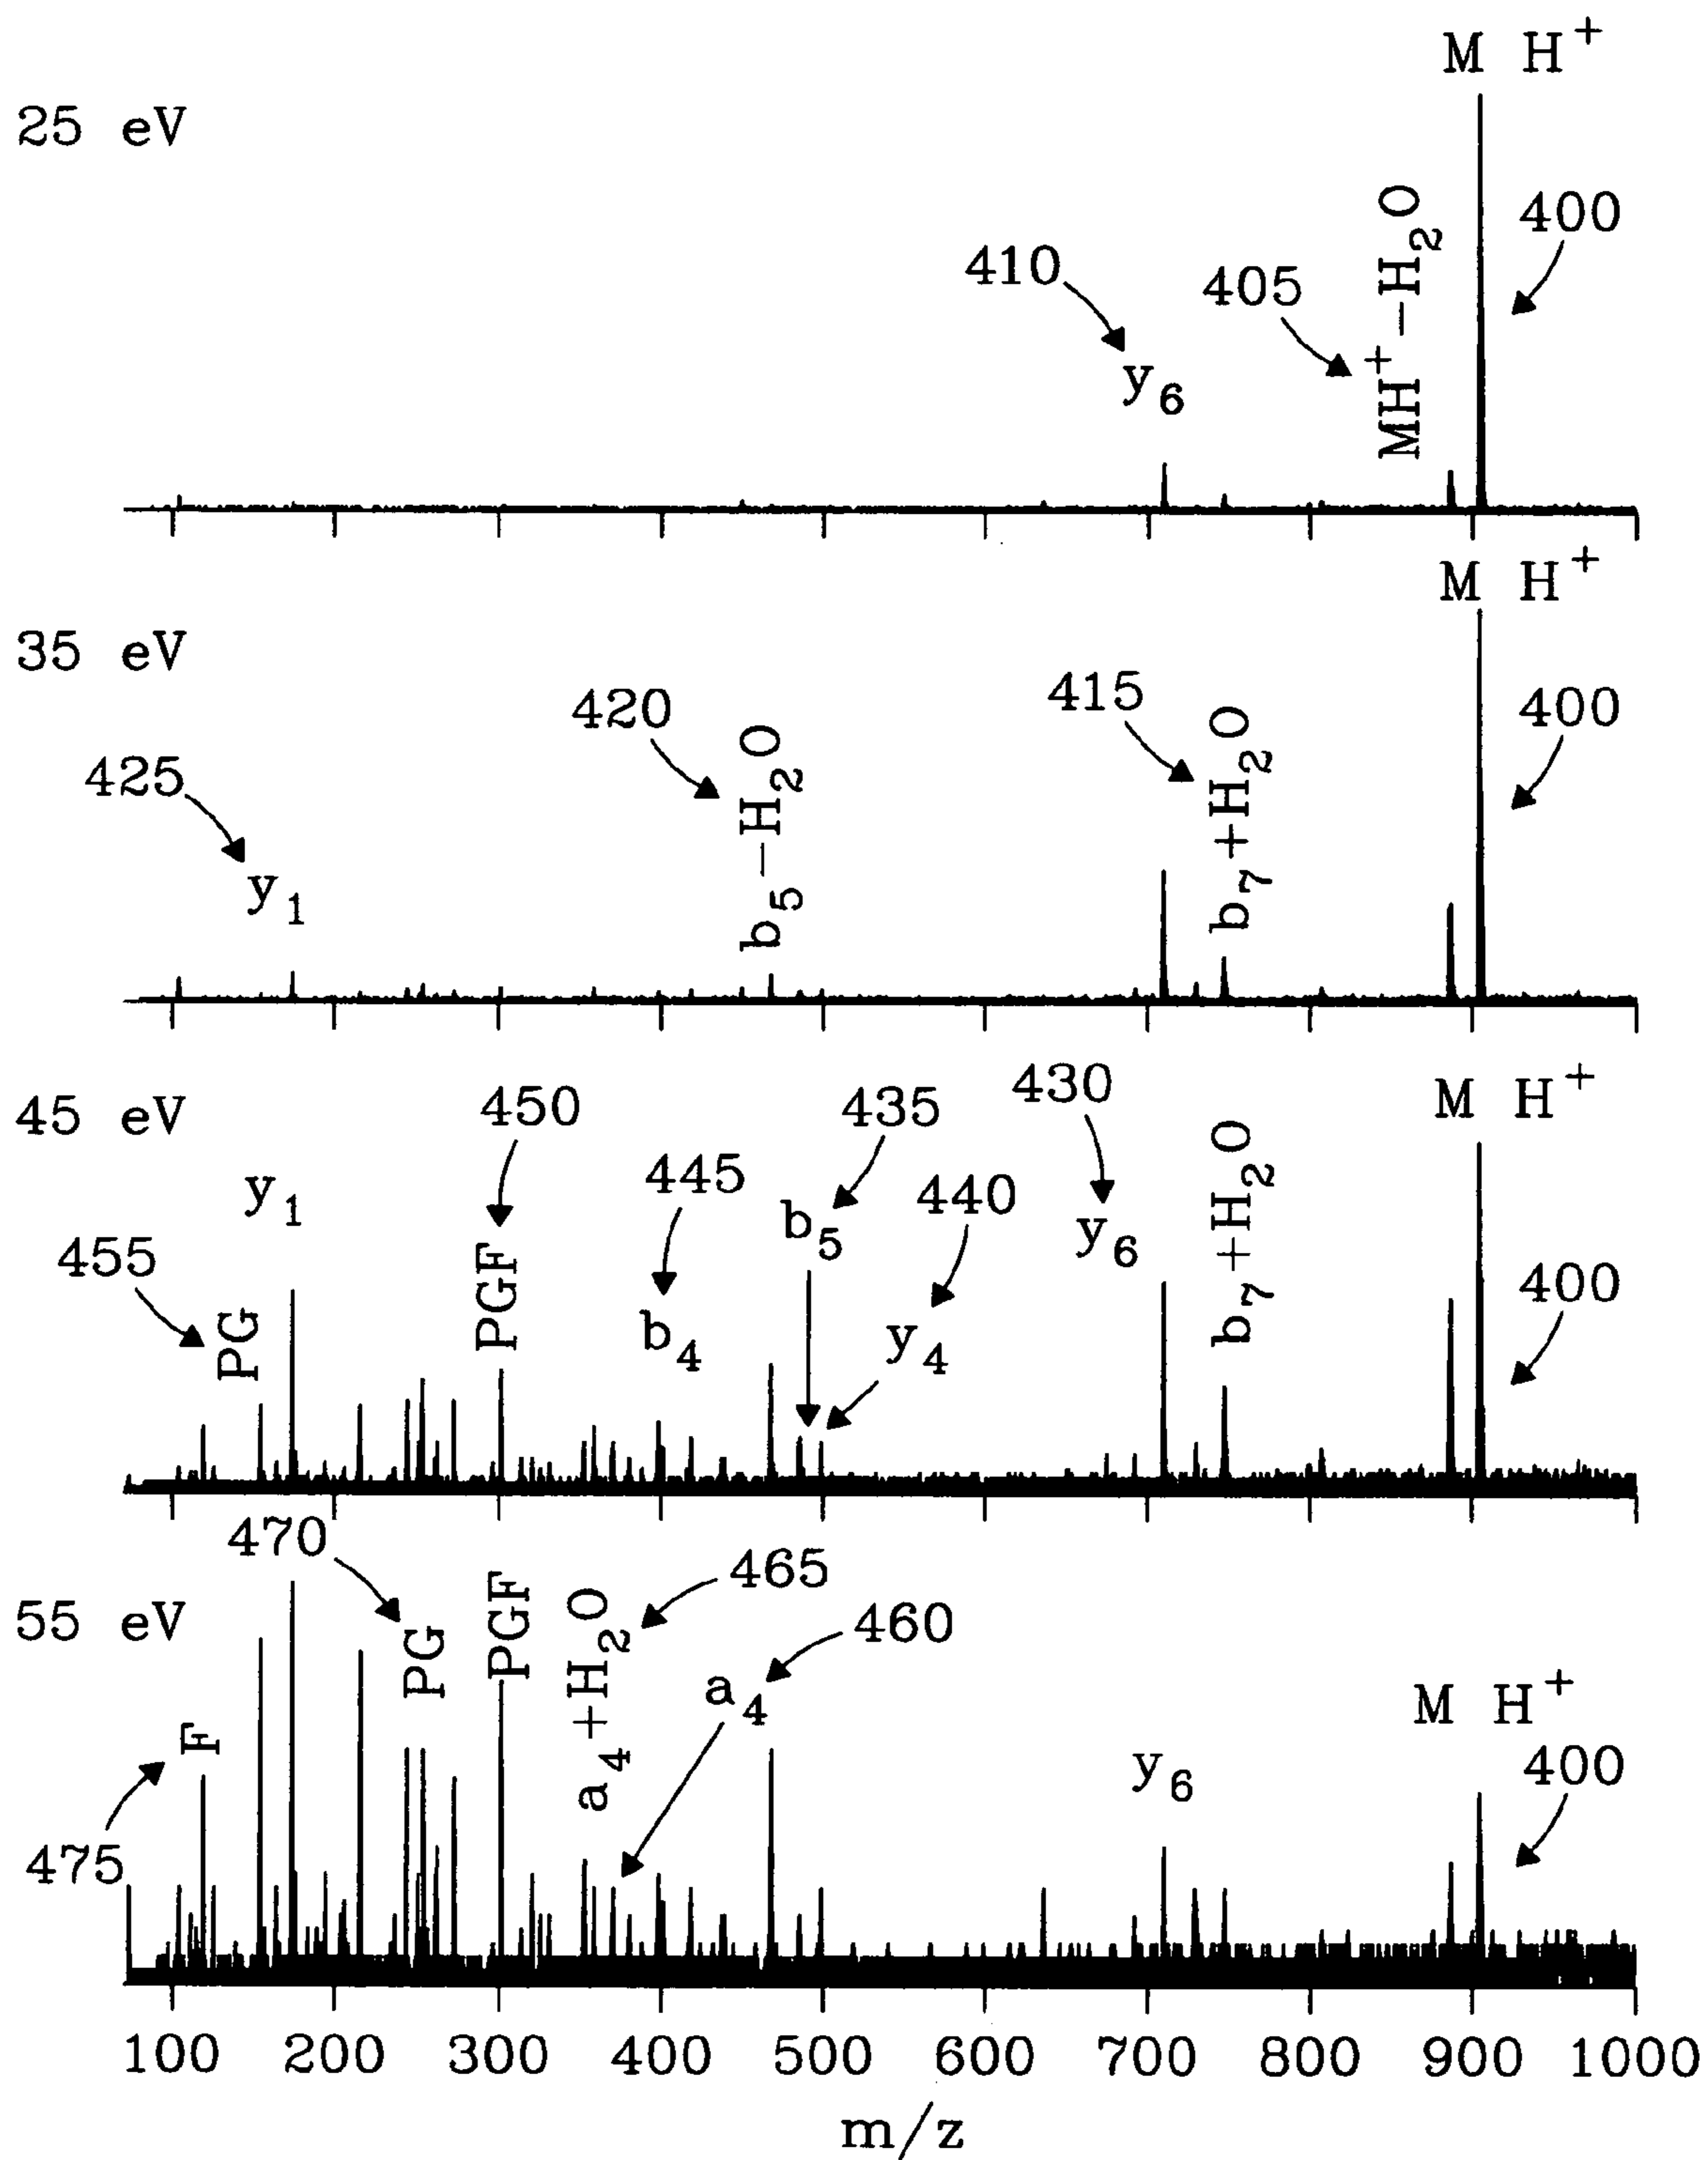 M H+
25 eV
400
410
405
MH+−H2O
y6
M H+
35 eV
400
415
420
b7+H2O
b5−H2O
425
y1
M H+
45 eV
430
435
450
b7+H2O
445
440
y1
b5
y6
455
PGF
400
PG
b4
y4
470
465
460
55 eV
PG
PGF
a4+H2O
a4
M H+
F
y6
400
475
100 200 300 400 500 600 700 800 900 1000
m/z